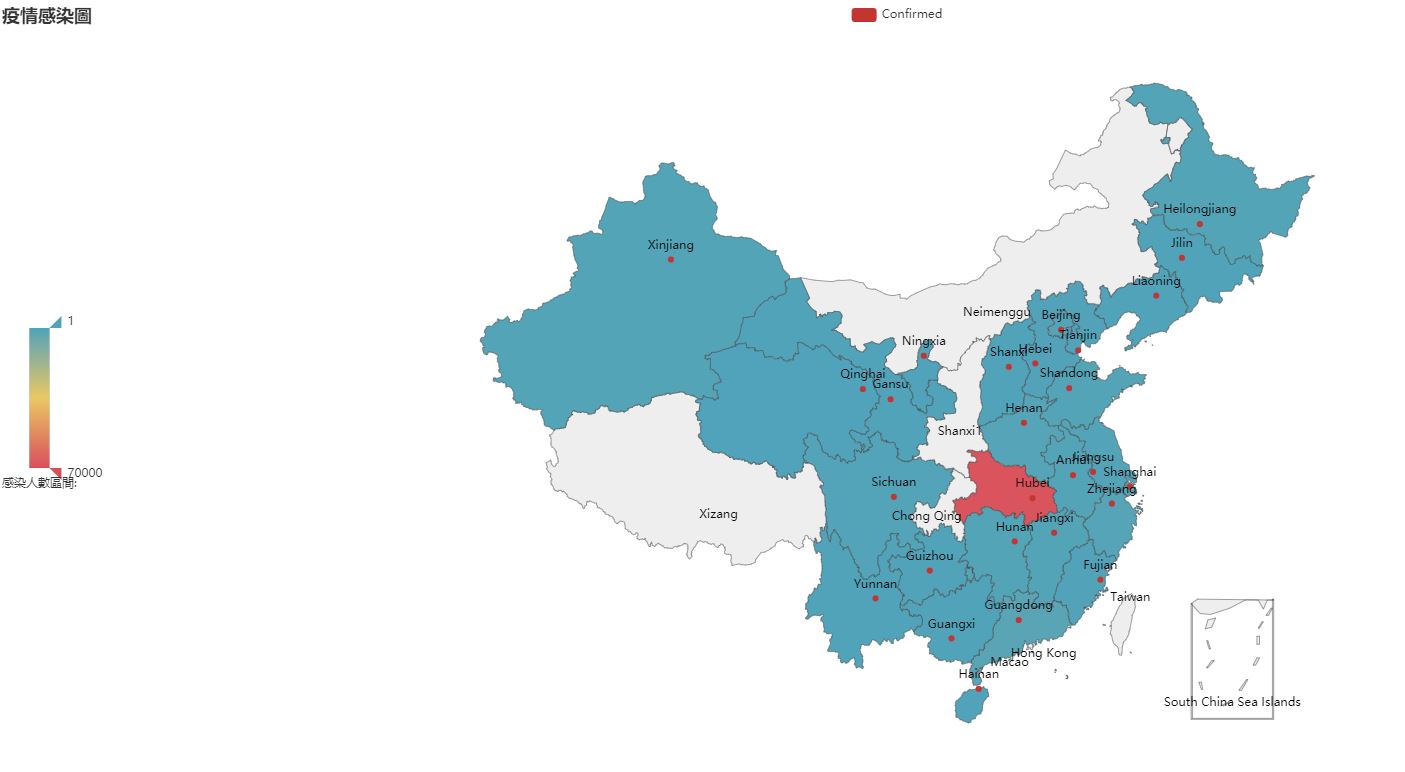 疫情感染圖
Confirmed
Heilongjiang
Xinjiang
Jilin
Liaoning
Neimenggu
Beijing
1
Tianjin
Ningxia
Hebei
Shanxi
Shandong
Qinghai
Gansu
Henan
Shanxi1
Jiangsu
Anhui
70000
Shanghai
感染人數區間:
Sichuan
Hubei
Zhejiang
Xizang
Chong Qing
Jiangxi
Hunan
Guizhou
Fujian
Yunnan
Taiwan
Guangdong
Guangxi
Hong Kong
Macao
Hainan
South China Sea Islands